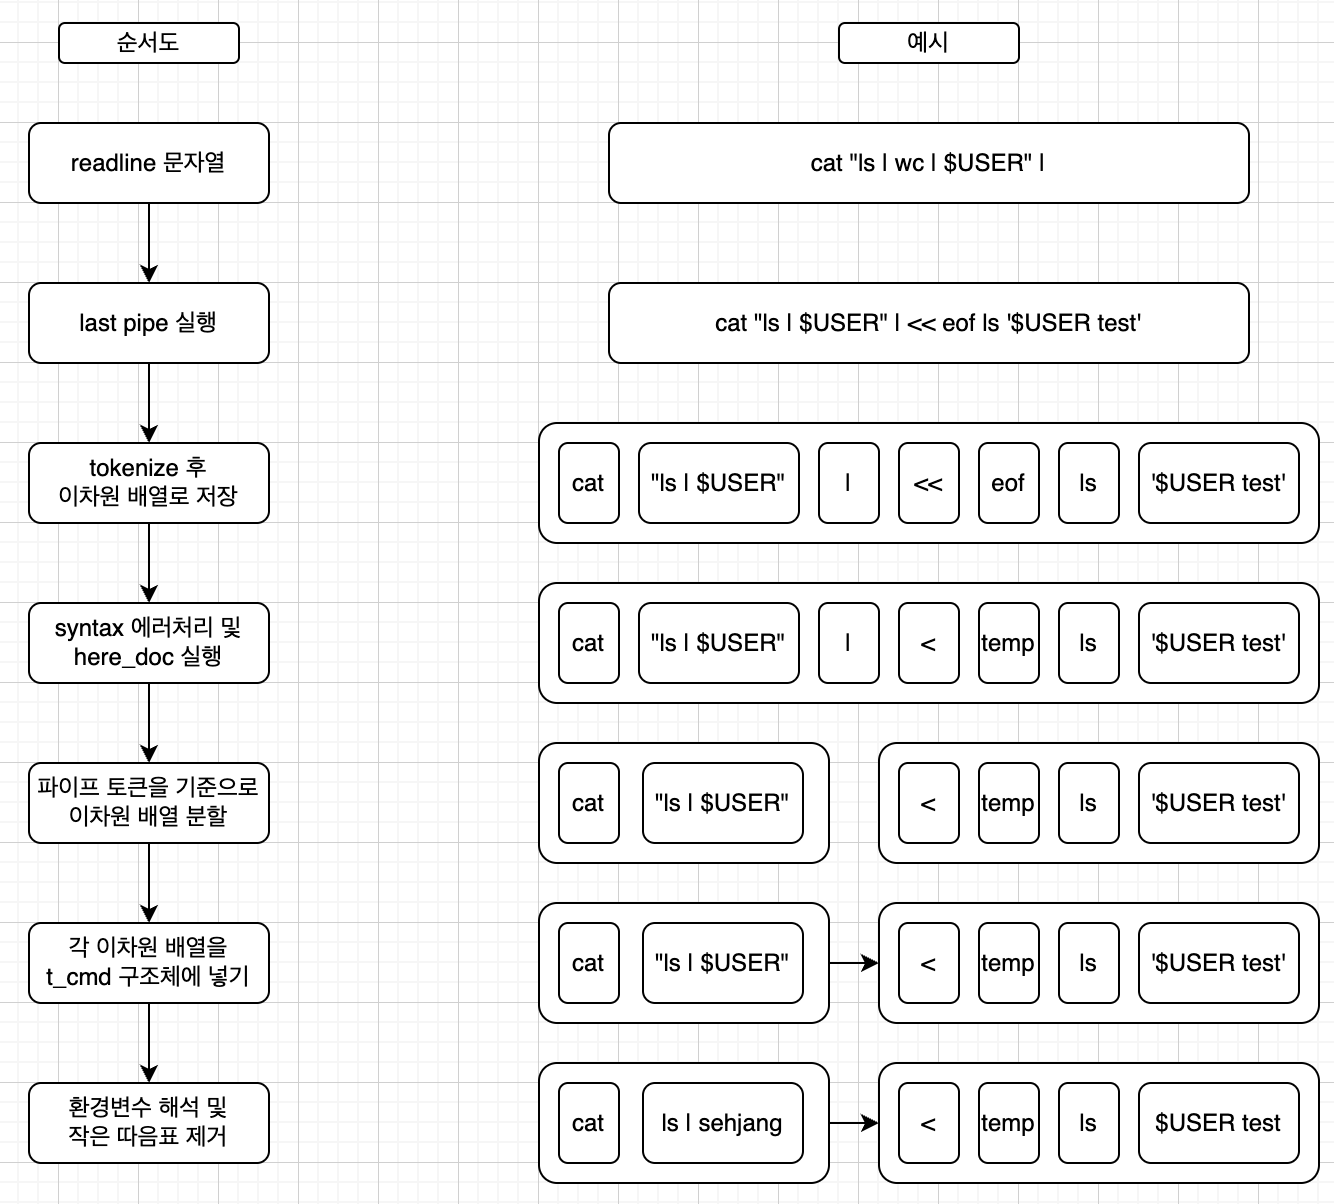 순서도
예시
readline 문자열
cat "ls | wc | $USER" |
last pipe 실행
cat "ls | $USER" | << eof ls '$USER test'
tokenize 후
이차원 배열로 저장
cat "ls | $USER" | << eof ls '$USER test'
syntax 에러처리 및
here_doc 실행
cat "ls | $USER" | < temp ls '$USER test'
파이프 토큰을 기준으로
이차원 배열 분할
cat "ls | $USER" < temp ls '$USER test'
각 이차원 배열을
t_cmd 구조체에 넣기
cat "ls | $USER" < temp ls '$USER test'
환경변수 해석 및
작은 따음표 제거
cat ls | sehjang < temp ls $USER test